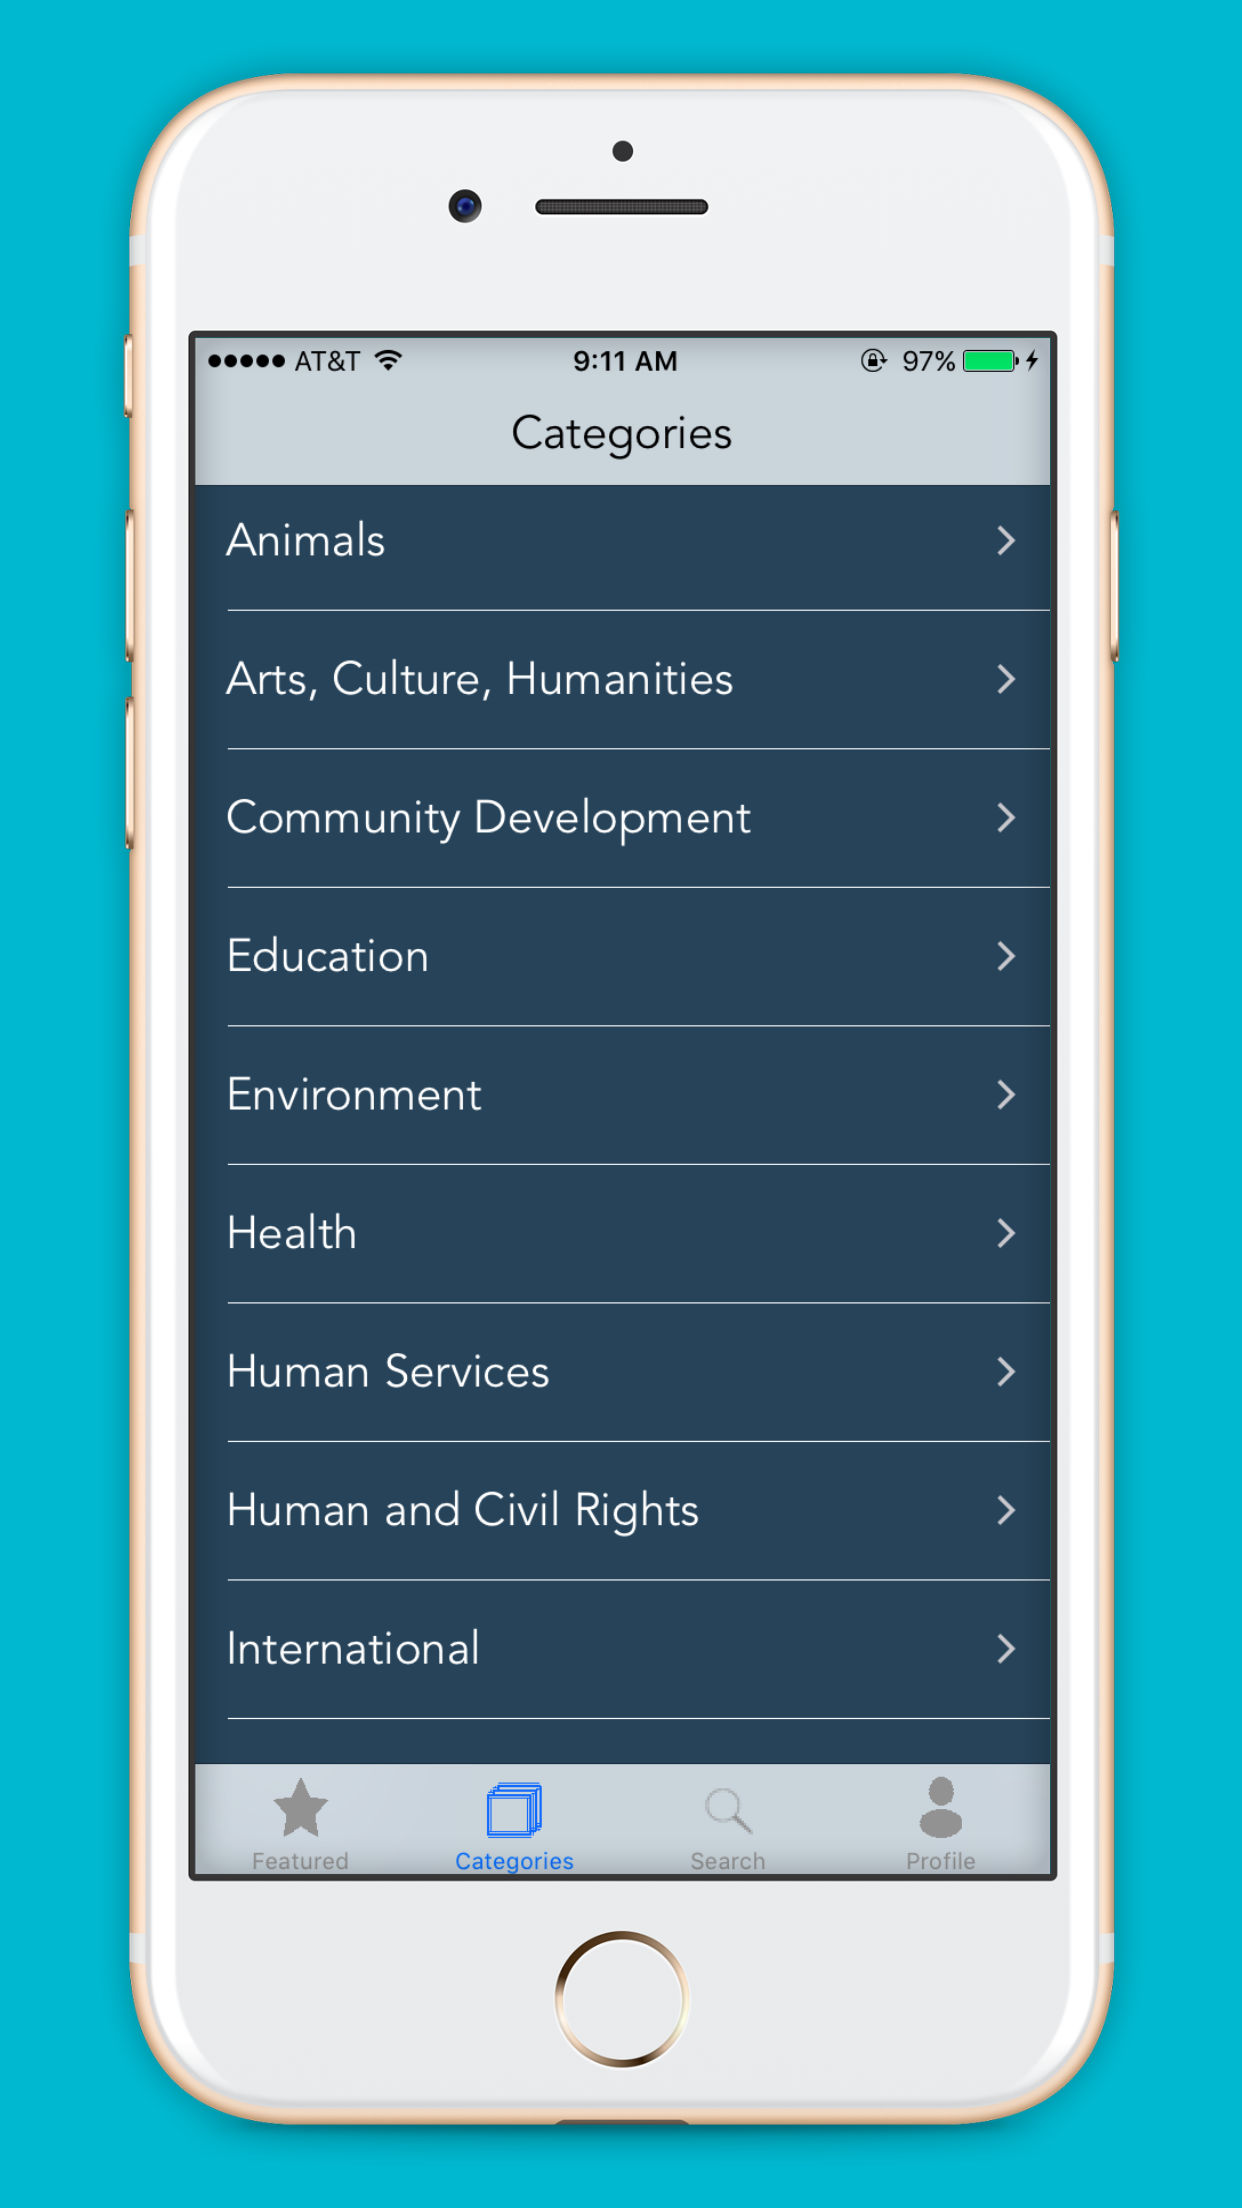 AT&T 9:11 AM 97%
Categories
Animals
Arts, Culture, Humanities
Community Development
Education
Environment
Health
Human Services
Human and Civil Rights
International
Featured Categories Search Profile